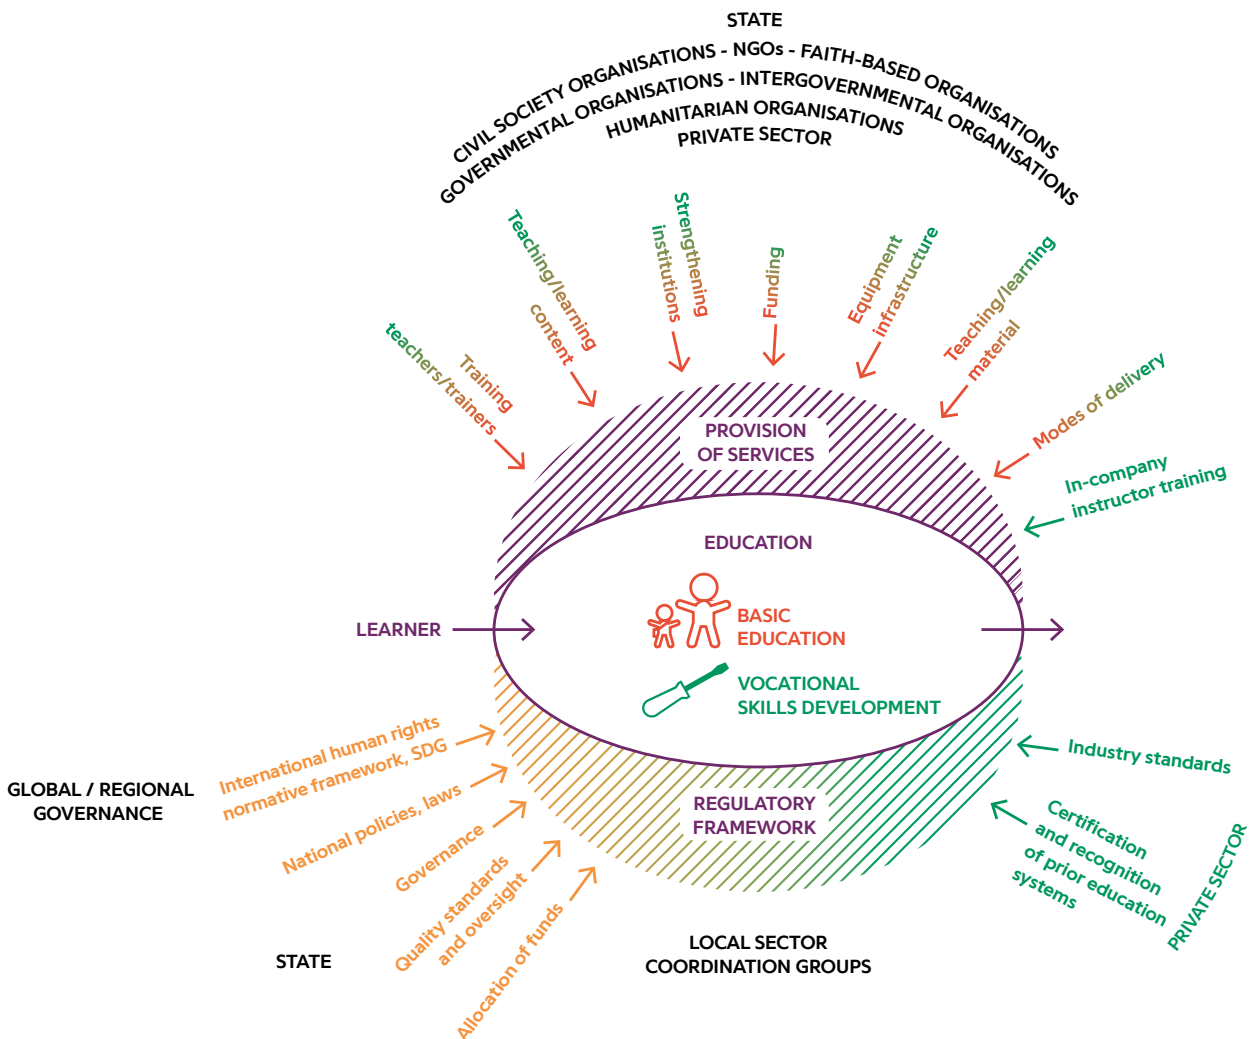 STATE
CIVIL SOCIETY ORGANISATIONS - NGOs - FAITH-BASED ORGANISATIONS
GOVERNMENTAL ORGANISATIONS - INTERGOVERNMENTAL ORGANISATIONS
HUMANITARIAN ORGANISATIONS
PRIVATE SECTOR
Training
teachers/trainers
Teaching/learning
content
Strengthening
institutions
Funding
Equipment
infrastructure
Teaching/learning
material
Modes of delivery
In-company
instructor training
PROVISION
OF SERVICES
EDUCATION
LEARNER
BASIC
EDUCATION
VOCATIONAL
SKILLS DEVELOPMENT
REGULATORY
FRAMEWORK
GLOBAL / REGIONAL
GOVERNANCE
International human rights
normative framework, SDG
National policies, laws
Governance
Quality standards
and oversight
Allocation of funds
STATE
LOCAL SECTOR
COORDINATION GROUPS
Industry standards
Certification
and recognition
of prior education
systems
PRIVATE SECTOR